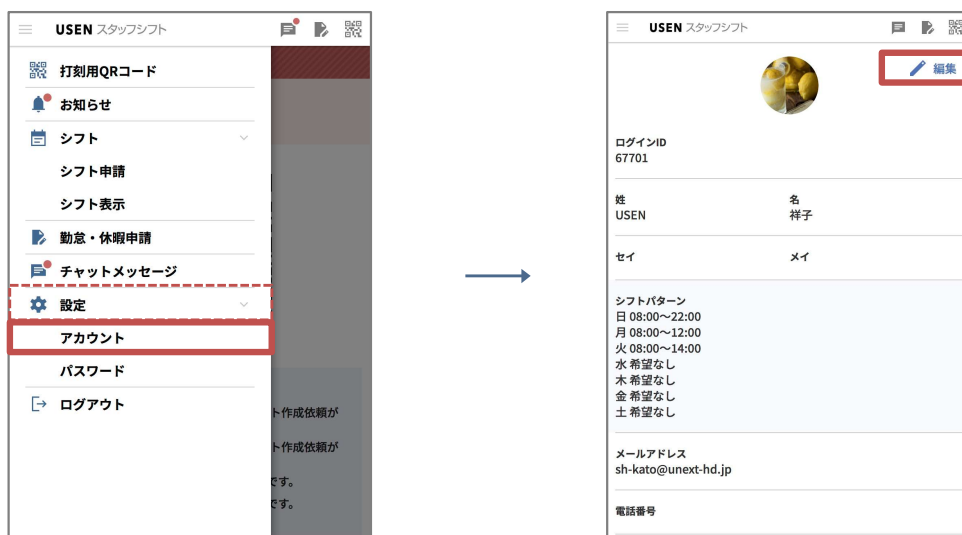 USEN スタッフシフト
打刻用QRコード
お知らせ
シフト
シフト申請
シフト表示
勤怠・休暇申請
チャットメッセージ
設定
アカウント
パスワード
ログアウト
ト作成依頼が
ト作成依頼が
です。
です。
USEN スタッフシフト
編集
ログインID
67701
姓 名
USEN 祥子
セイ メイ
シフトパターン
日 08:00～22:00
月 08:00～12:00
火 08:00～14:00
水 希望なし
木 希望なし
金 希望なし
土 希望なし
メールアドレス
sh-kato@unext-hd.jp
電話番号